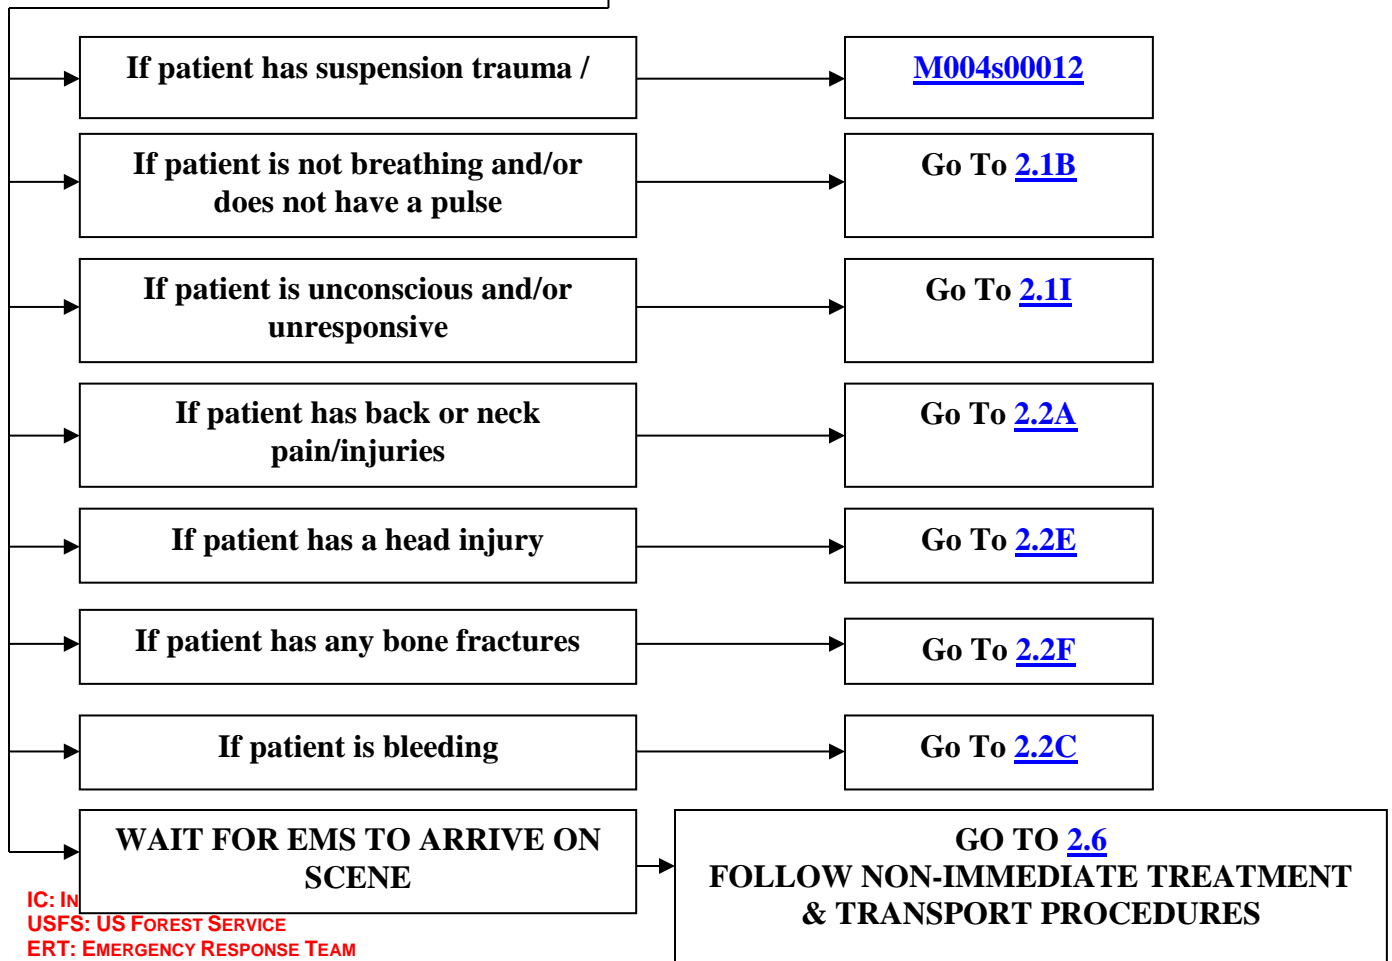 If patient has suspension trauma /
M004s00012
If patient is not breathing and/or
does not have a pulse
Go To 2.1B
If patient is unconscious and/or
unresponsive
Go To 2.1I
If patient has back or neck
pain/injuries
Go To 2.2A
If patient has a head injury
Go To 2.2E
If patient has any bone fractures
Go To 2.2F
If patient is bleeding
Go To 2.2C
WAIT FOR EMS TO ARRIVE ON
SCENE
GO TO 2.6
FOLLOW NON-IMMEDIATE TREATMENT
& TRANSPORT PROCEDURES
IC:
USFS: US FOREST SERVICE
ERT: EMERGENCY RESPONSE TEAM